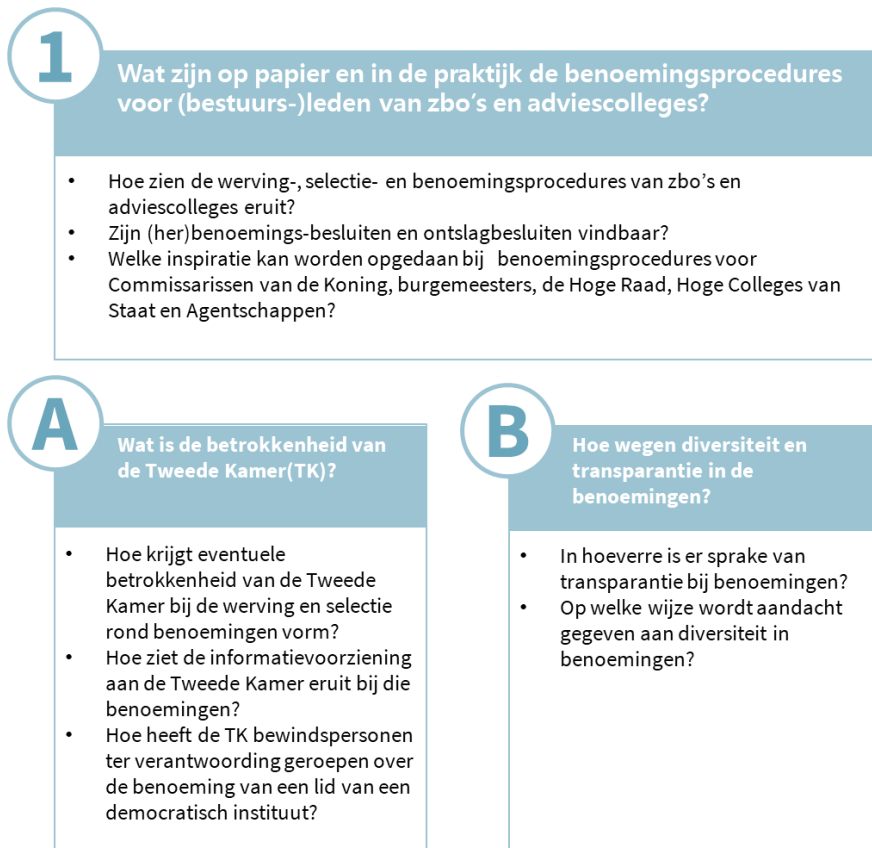 1
Wat zijn op papier en in de praktijk de benoemingsprocedures
voor (bestuurs-)leden van zbo's en adviescolleges?
• Hoe zien de werving-, selectie- en benoemingsprocedures van zbo's en
adviescolleges eruit?
• Zijn (her)benoemings-besluiten en ontslagbesluiten vindbaar?
• Welke inspiratie kan worden opgedaan bij benoemingsprocedures voor
Commissarissen van de Koning, burgemeesters, de Hoge Raad, Hoge Colleges van
Staat en Agentschappen?
A
Wat is de betrokkenheid van
de Tweede Kamer(TK)?
• Hoe krijgt eventuele
betrokkenheid van de Tweede
Kamer bij de werving en selectie
rond benoemingen vorm?
• Hoe ziet de informatievoorziening
aan de Tweede Kamer eruit bij die
benoemingen?
• Hoe heeft de TK bewindspersonen
ter verantwoording geroepen over
de benoeming van een lid van een
democratisch instituut?
B
Hoe wegen diversiteit en
transparantie in de
benoemingen?
• In hoeverre is er sprake van
transparantie bij benoemingen?
• Op welke wijze wordt aandacht
gegeven aan diversiteit in
benoemingen?